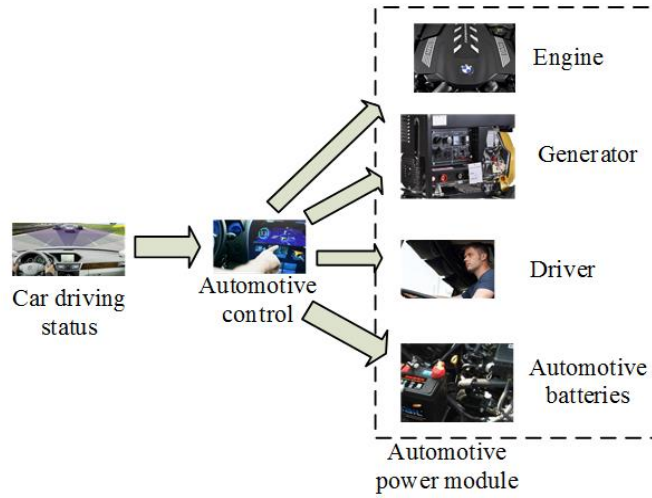 Engine
Generator
Car driving
status
Automotive
control
Driver
Automotive
batteries
Automotive
power module